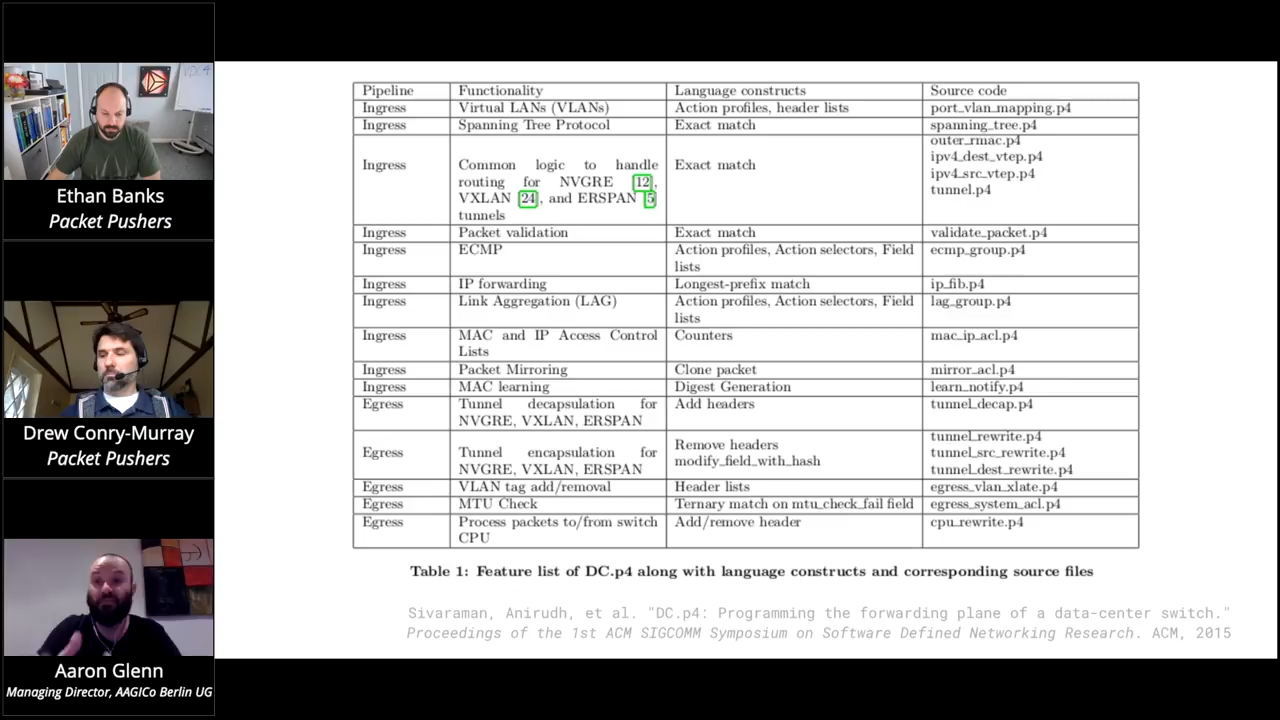 Ethan Banks
Packet Pushers
Drew Conry-Murray
Packet Pushers
Aaron Glenn
Managing Director, AAGICo Berlin UG
Pipeline Functionality Language constructs Source code
Ingress Virtual LANs (VLANs) Action profiles, header lists port_vlan_mapping.p4
Ingress Spanning Tree Protocol Exact match spanning_tree.p4
outer_rmac.p4
Ingress Common logic to handle Exact match ipv4_dest_vtep.p4
routing for NVGRE [12], ipv4_src_vtep.p4
VXLAN [24], and ERSPAN [5] tunnel.p4
tunnels
Ingress Packet validation Exact match validate_packet.p4
Ingress ECMP Action profiles, Action selectors, Field ecmp_group.p4
lists
Ingress IP forwarding Longest-prefix match ip_fib.p4
Ingress Link Aggregation (LAG) Action profiles, Action selectors, Field lag_group.p4
lists
Ingress MAC and IP Access Control Counters mac_ip_acl.p4
Lists
Ingress Packet Mirroring Clone packet mirror_acl.p4
Ingress MAC learning Digest Generation learn_notify.p4
Egress Tunnel decapsulation for Add headers tunnel_decap.p4
NVGRE, VXLAN, ERSPAN
tunnel_rewrite.p4
Egress Tunnel encapsulation for Remove headers tunnel_src_rewrite.p4
NVGRE, VXLAN, ERSPAN modify_field_with_hash tunnel_dest_rewrite.p4
Egress VLAN tag add/removal Header lists egress_vlan_xlate.p4
Egress MTU Check Ternary match on mtu_check_fail field egress_system_acl.p4
Egress Process packets to/from switch Add/remove header cpu_rewrite.p4
CPU
Table 1: Feature list of DC.p4 along with language constructs and corresponding source files
Sivaraman, Anirudh, et al. "DC.p4: Programming the forwarding plane of a data-center switch."
Proceedings of the 1st ACM SIGCOMM Symposium on Software Defined Networking Research. ACM, 2015